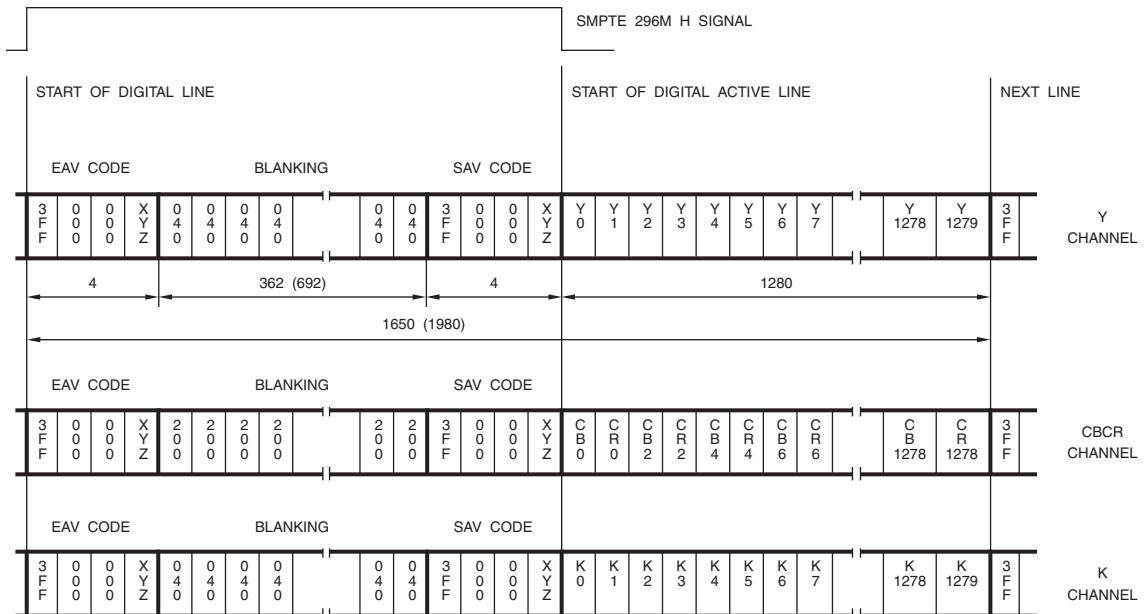 SMPTE 296M H SIGNAL
START OF DIGITAL LINE START OF DIGITAL ACTIVE LINE NEXT LINE
EAV CODE BLANKING SAV CODE
3FF 000 000 XYZ 040 040 040 040 040 040 3FF 000 000 XYZ Y0 Y1 Y2 Y3 Y4 Y5 Y6 Y7 Y1278 Y1279 3FF
Y CHANNEL
4 362 (692) 4 1280
1650 (1980)
EAV CODE BLANKING SAV CODE
3FF 000 000 XYZ 200 200 200 200 200 200 3FF 000 000 XYZ CB0 CR0 CB2 CR2 CB4 CR4 CB6 CR6 CB1278 CR1278 3FF
CBCR CHANNEL
EAV CODE BLANKING SAV CODE
3FF 000 000 XYZ 040 040 040 040 040 040 3FF 000 000 XYZ K0 K1 K2 K3 K4 K5 K6 K7 K1278 K1279 3FF
K CHANNEL